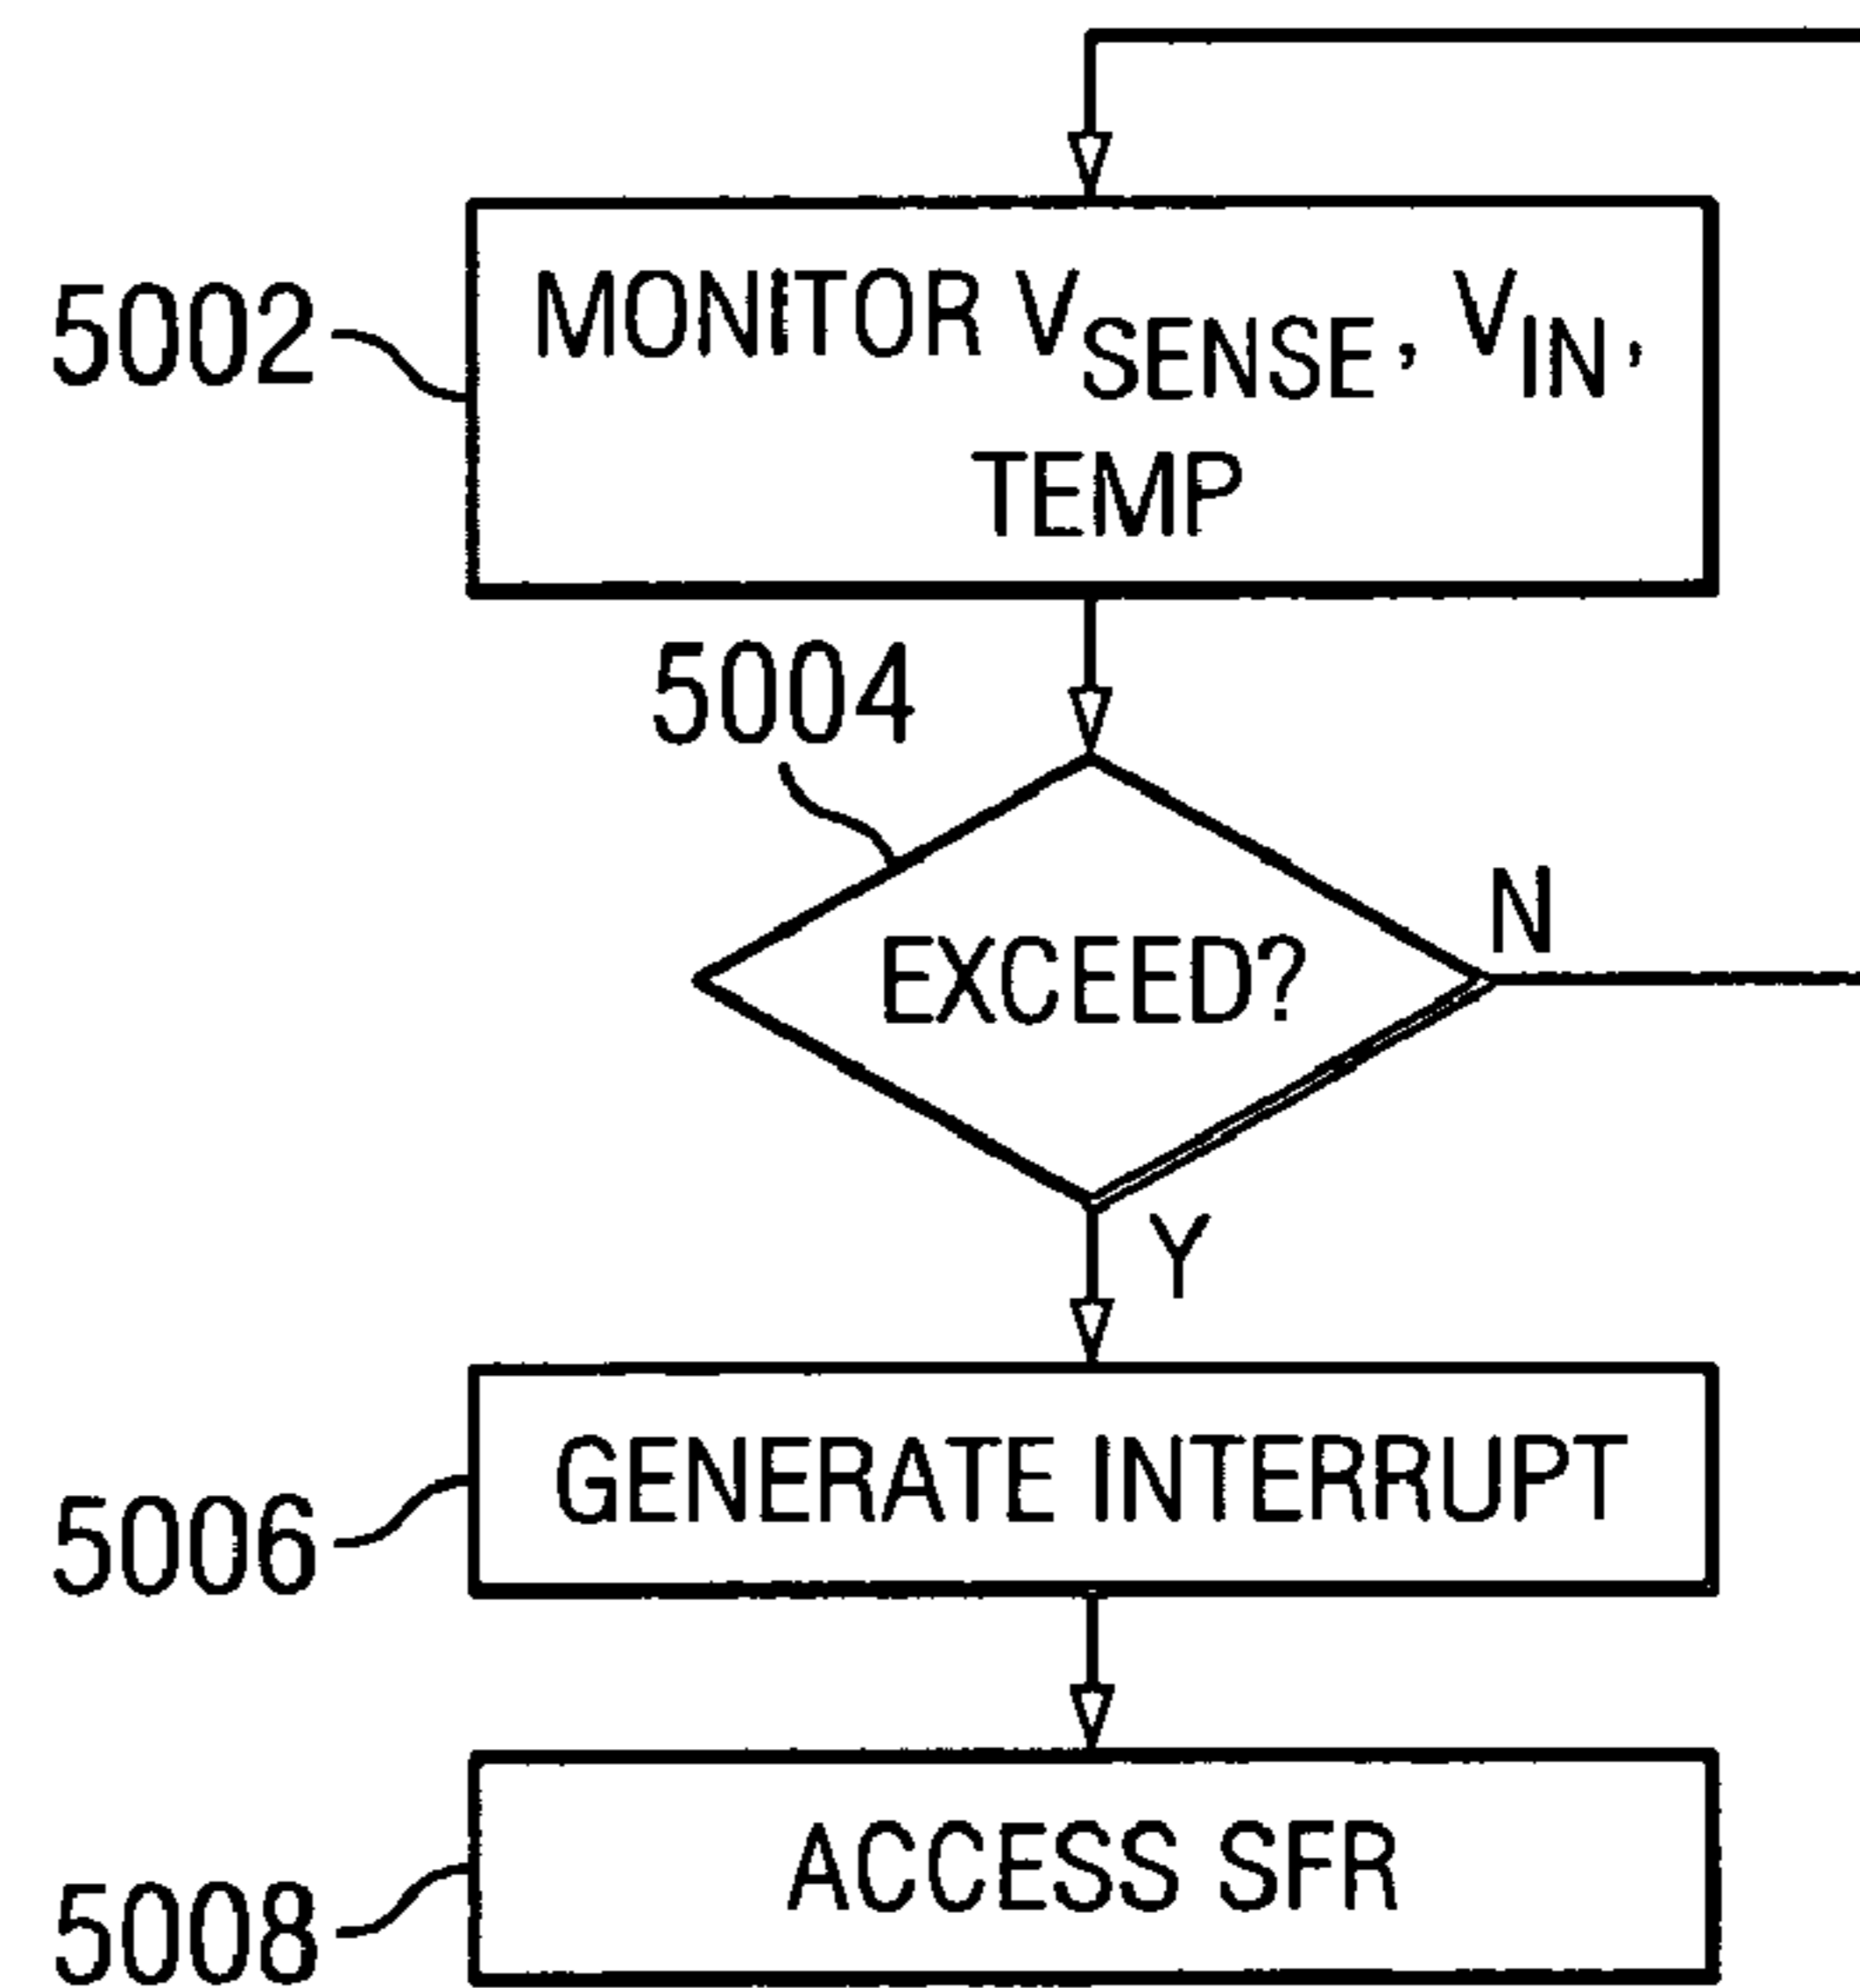 5002
MONITOR VSENSE, VIN,
TEMP
5004
EXCEED?
N
Y
5006
GENERATE INTERRUPT
5008
ACCESS SFR